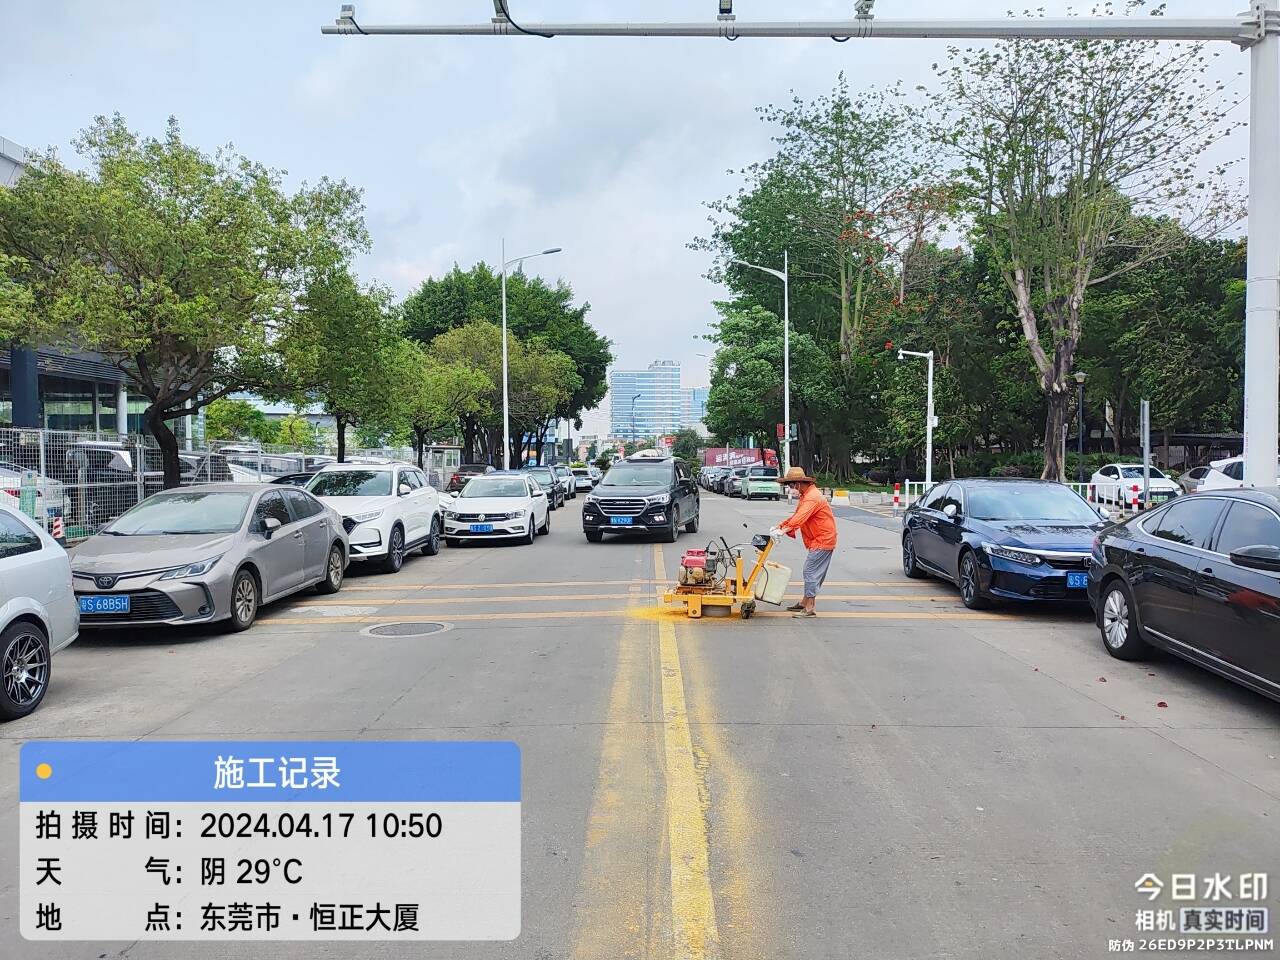 粤S 68B5H
施工记录
拍摄时间：2024.04.17 10:50
天气：阴 29°C
地点：东莞市·恒正大厦
今日水印
相机 真实时间
防伪 26ED9P2P3TLPNM